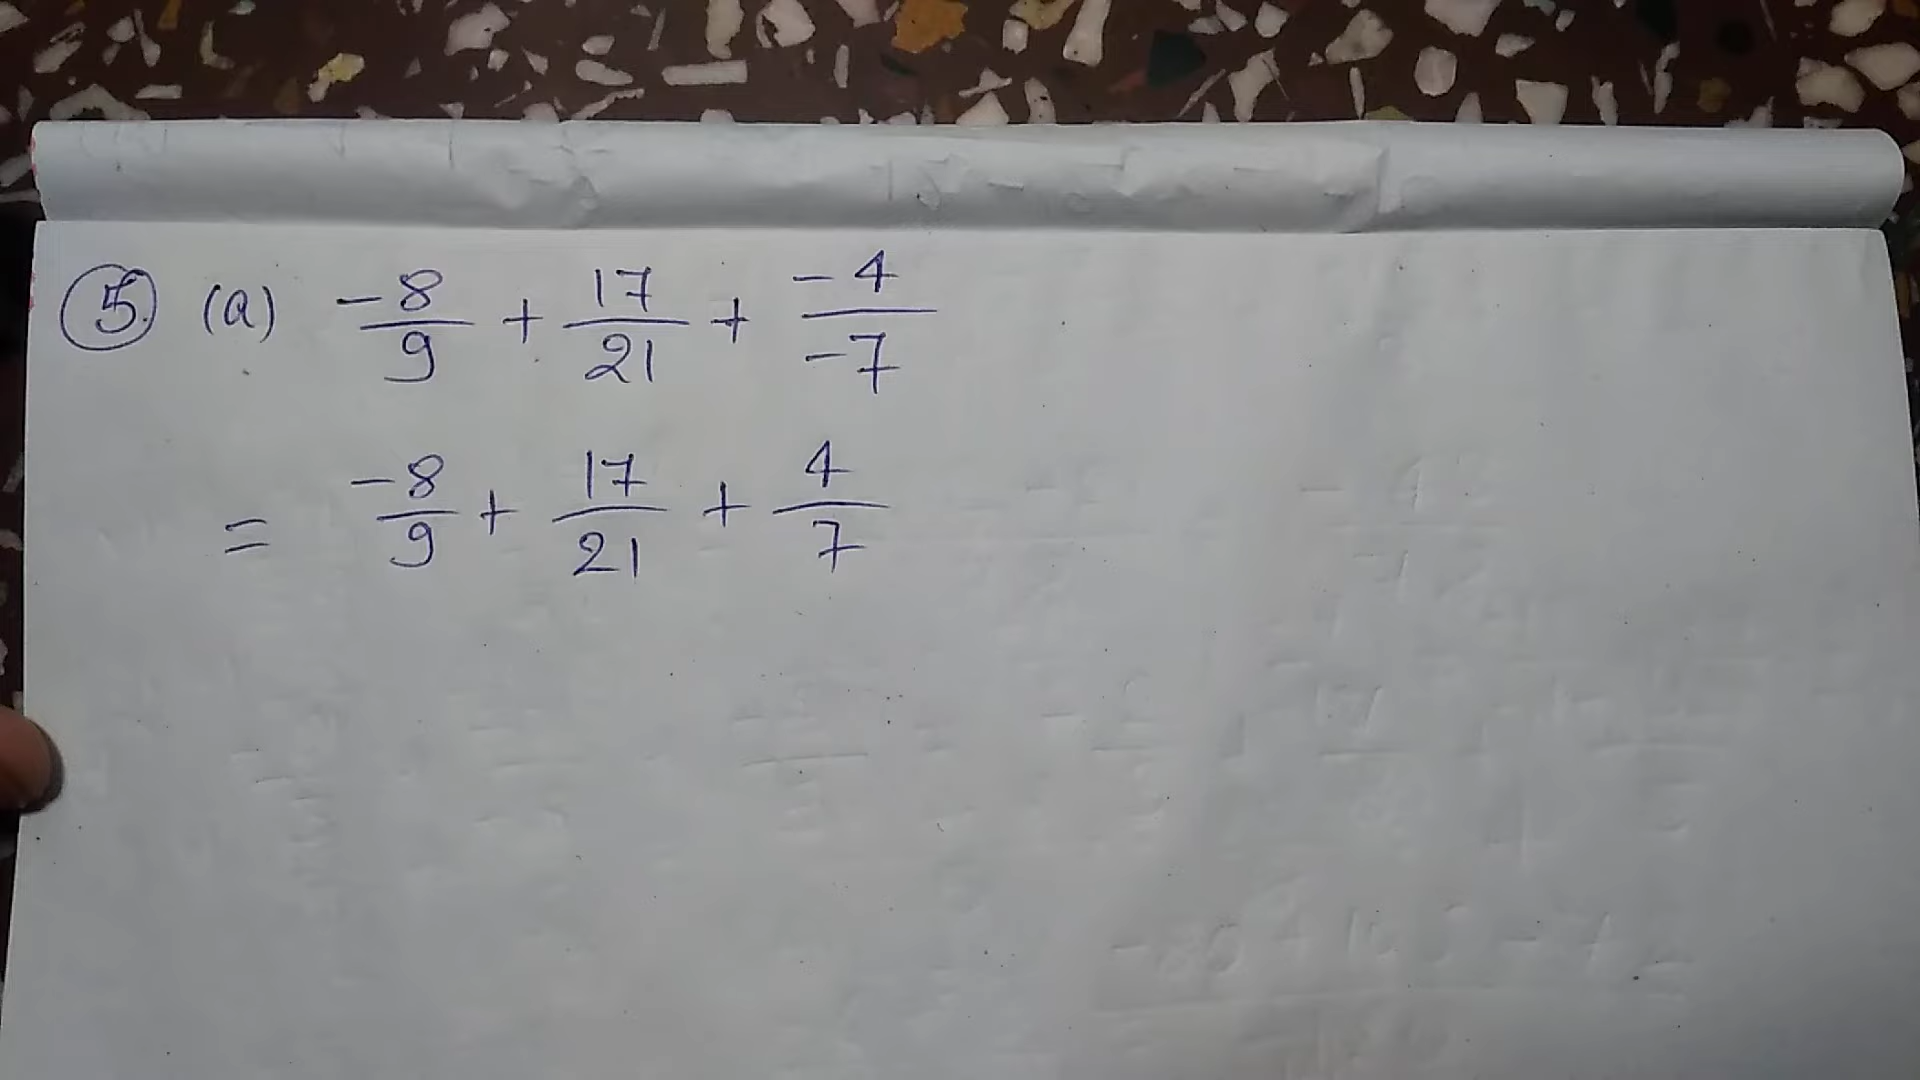 5. (a) -8/9 + 17/21 + -4/-7
= -8/9 + 17/21 + 4/7